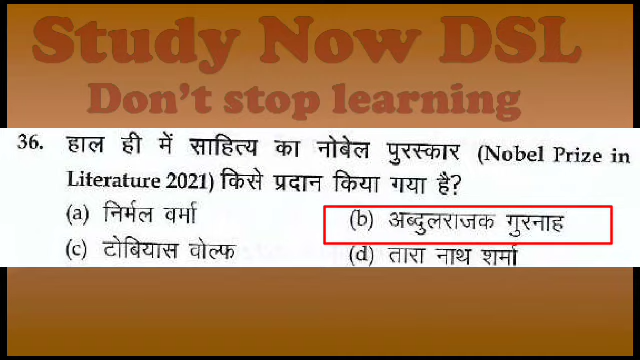 Study Now DSL
Don't stop learning
36. हाल ही में साहित्य का नोबेल पुरस्कार (Nobel Prize in
Literature 2021) किसे प्रदान किया गया है?
(a) निर्मल वर्मा (b) अब्दुलराजक गुरनाह
(c) टोबियास वोल्फ (d) तारा नाथ शर्मा